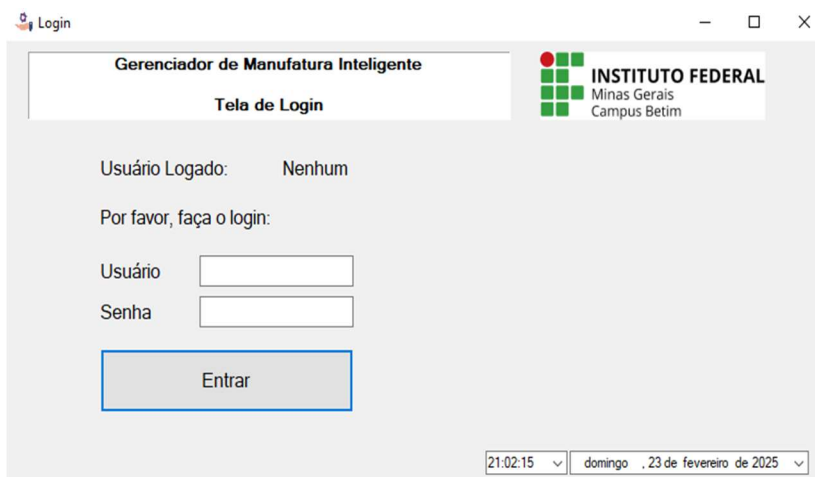 Login
Gerenciador de Manufatura Inteligente
Tela de Login
INSTITUTO FEDERAL
Minas Gerais
Campus Betim
Usuário Logado: Nenhum
Por favor, faça o login:
Usuário
Senha
Entrar
21:02:15 domingo , 23 de fevereiro de 2025